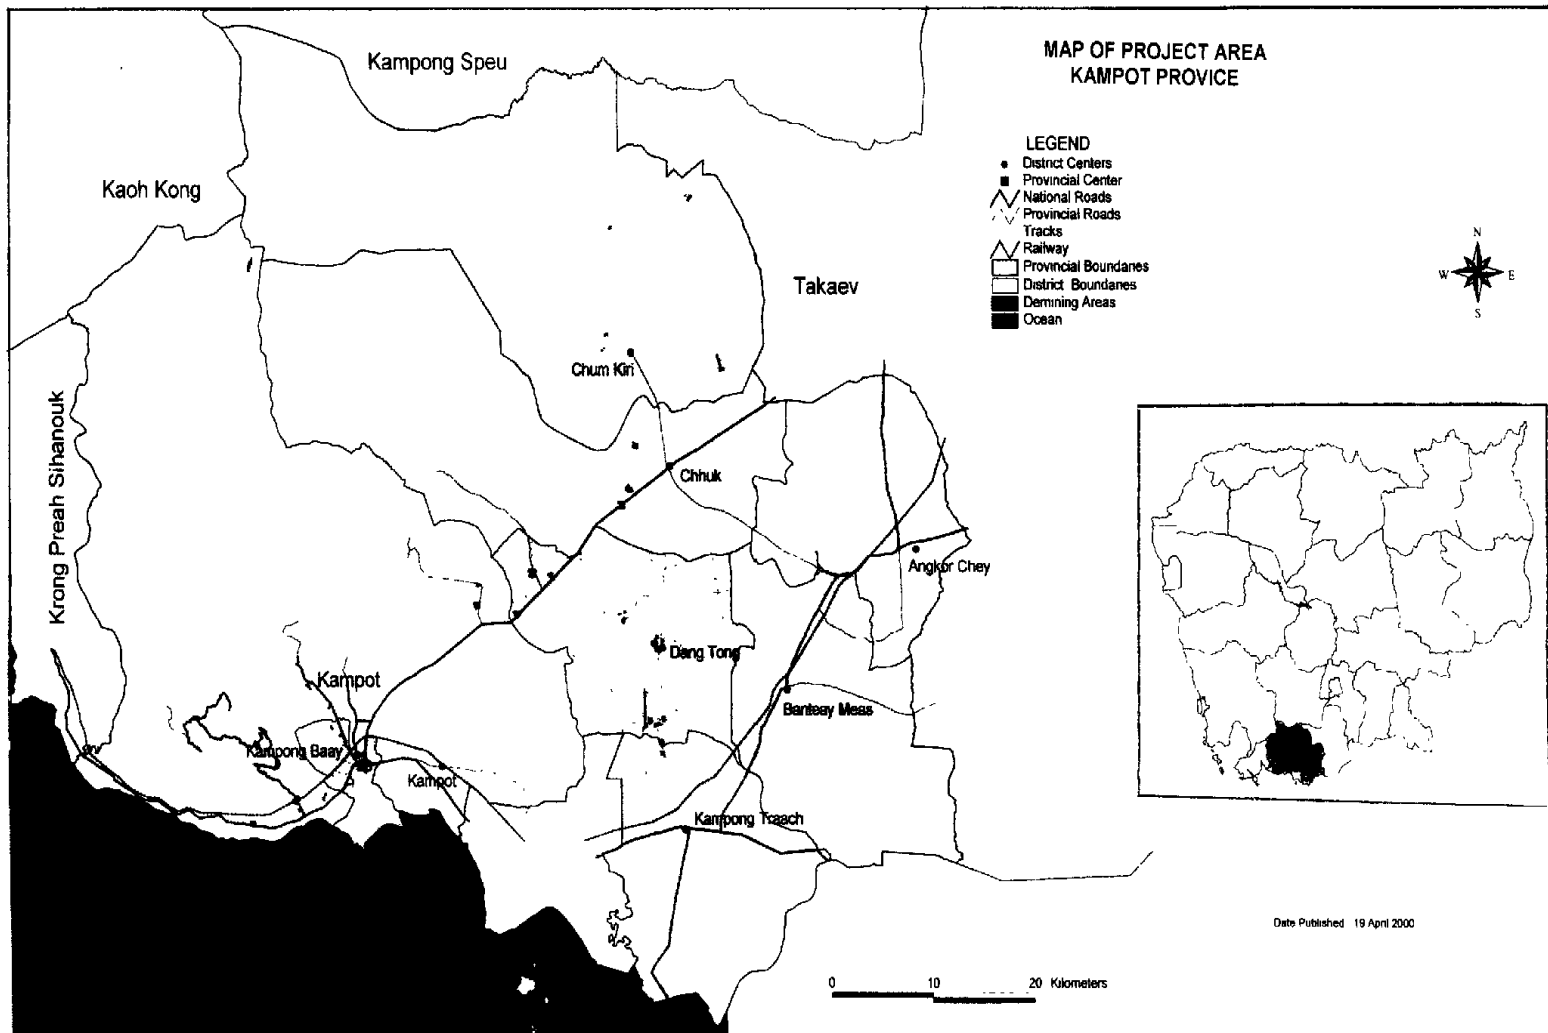 MAP OF PROJECT AREA
KAMPOT PROVICE
Kampong Speu
LEGEND
District Centers
Provincial Center
National Roads
Provincial Roads
Tracks
Railway
Provincial Boundaries
District Boundaries
Demining Areas
Ocean
Kaoh Kong
N
W
E
S
Takaev
Chum Kiri
Krong Preah Sihanouk
Chhuk
Angkor Chey
Dang Tong
Kampot
Banteay Meas
Kampong Baay
Kampot
Kampong Traach
Date Published 19 April 2000
0 10 20 Kilometers